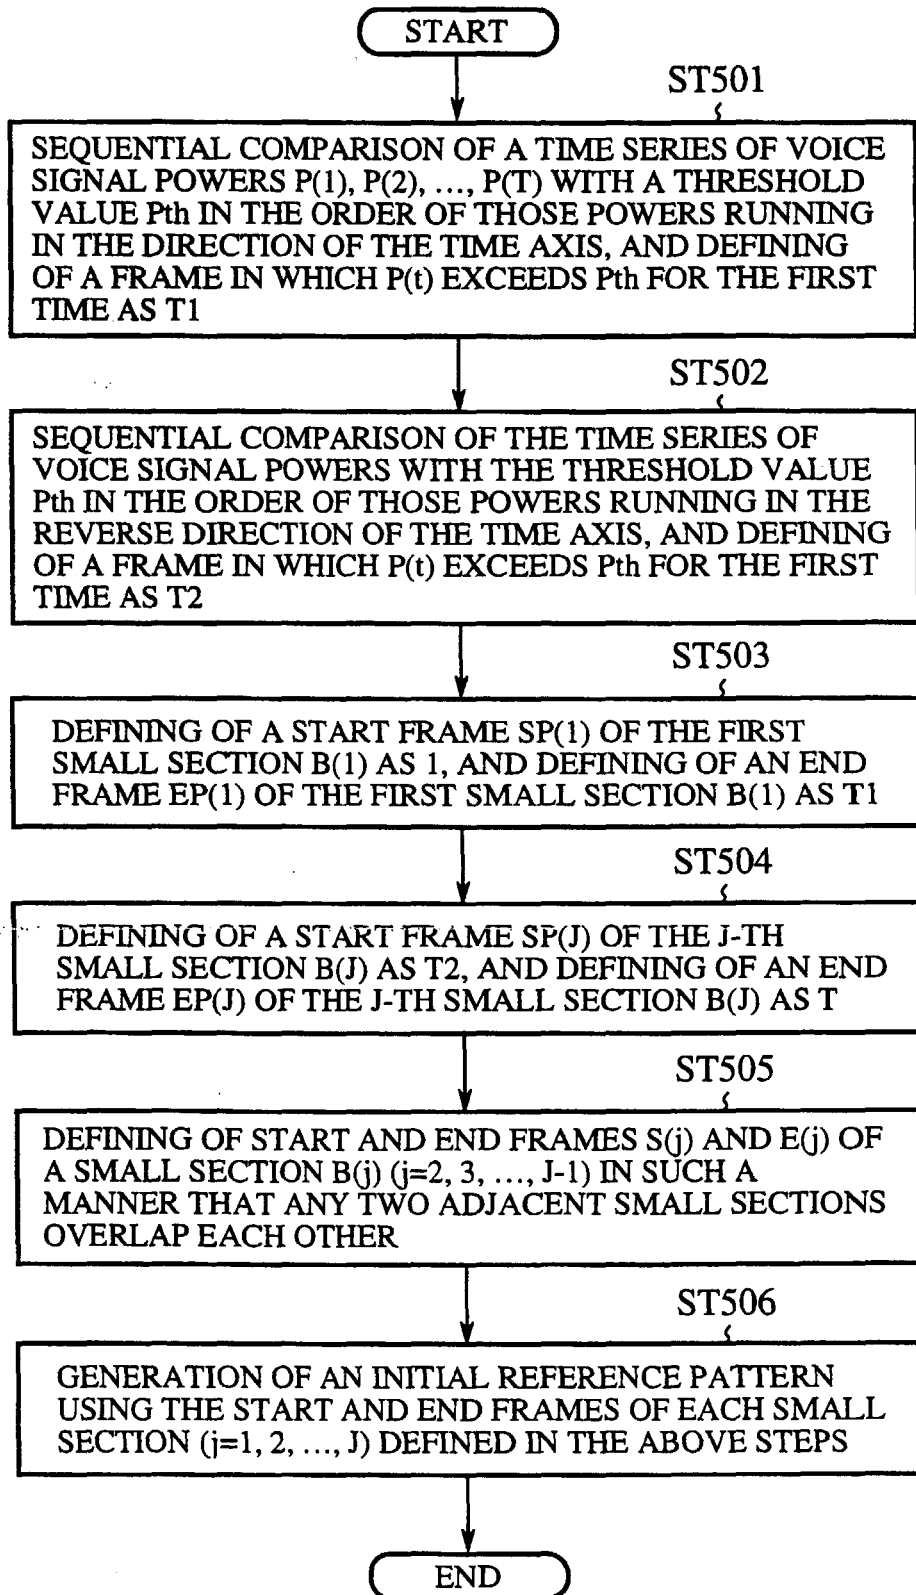 START
ST501
SEQUENTIAL COMPARISON OF A TIME SERIES OF VOICE
SIGNAL POWERS P(1), P(2), ..., P(T) WITH A THRESHOLD
VALUE Pth IN THE ORDER OF THOSE POWERS RUNNING
IN THE DIRECTION OF THE TIME AXIS, AND DEFINING
OF A FRAME IN WHICH P(t) EXCEEDS Pth FOR THE FIRST
TIME AS T1
ST502
SEQUENTIAL COMPARISON OF THE TIME SERIES OF
VOICE SIGNAL POWERS WITH THE THRESHOLD VALUE
Pth IN THE ORDER OF THOSE POWERS RUNNING IN THE
REVERSE DIRECTION OF THE TIME AXIS, AND DEFINING
OF A FRAME IN WHICH P(t) EXCEEDS Pth FOR THE FIRST
TIME AS T2
ST503
DEFINING OF A START FRAME SP(1) OF THE FIRST
SMALL SECTION B(1) AS 1, AND DEFINING OF AN END
FRAME EP(1) OF THE FIRST SMALL SECTION B(1) AS T1
ST504
DEFINING OF A START FRAME SP(J) OF THE J-TH
SMALL SECTION B(J) AS T2, AND DEFINING OF AN END
FRAME EP(J) OF THE J-TH SMALL SECTION B(J) AS T
ST505
DEFINING OF START AND END FRAMES S(j) AND E(j) OF
A SMALL SECTION B(j) (j=2, 3, ..., J-1) IN SUCH A
MANNER THAT ANY TWO ADJACENT SMALL SECTIONS
OVERLAP EACH OTHER
ST506
GENERATION OF AN INITIAL REFERENCE PATTERN
USING THE START AND END FRAMES OF EACH SMALL
SECTION (j=1, 2, ..., J) DEFINED IN THE ABOVE STEPS
END